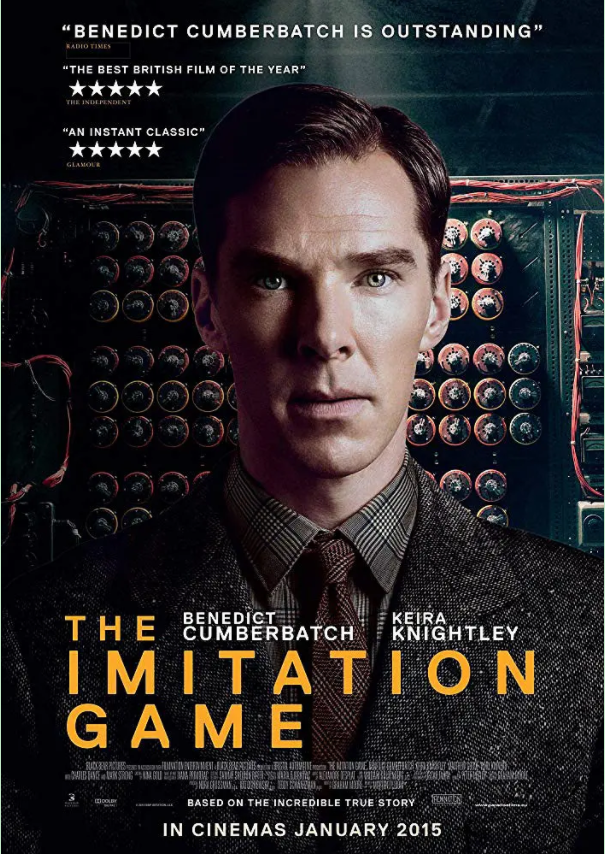 “BENEDICT CUMBERBATCH IS OUTSTANDING”
RADIO TIMES
“THE BEST BRITISH FILM OF THE YEAR”
★★★★★
THE INDEPENDENT
“AN INSTANT CLASSIC”
★★★★★
GLAMOUR
THE BENEDICT CUMBERBATCH KEIRA KNIGHTLEY
IMITATION
GAME
BASED ON THE INCREDIBLE TRUE STORY
IN CINEMAS JANUARY 2015